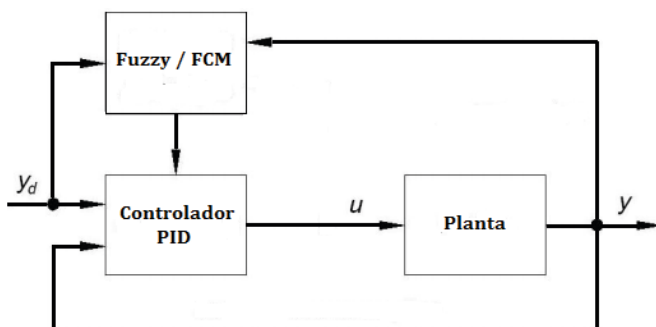 Fuzzy / FCM
y_d
Controlador
PID
u
Planta
y